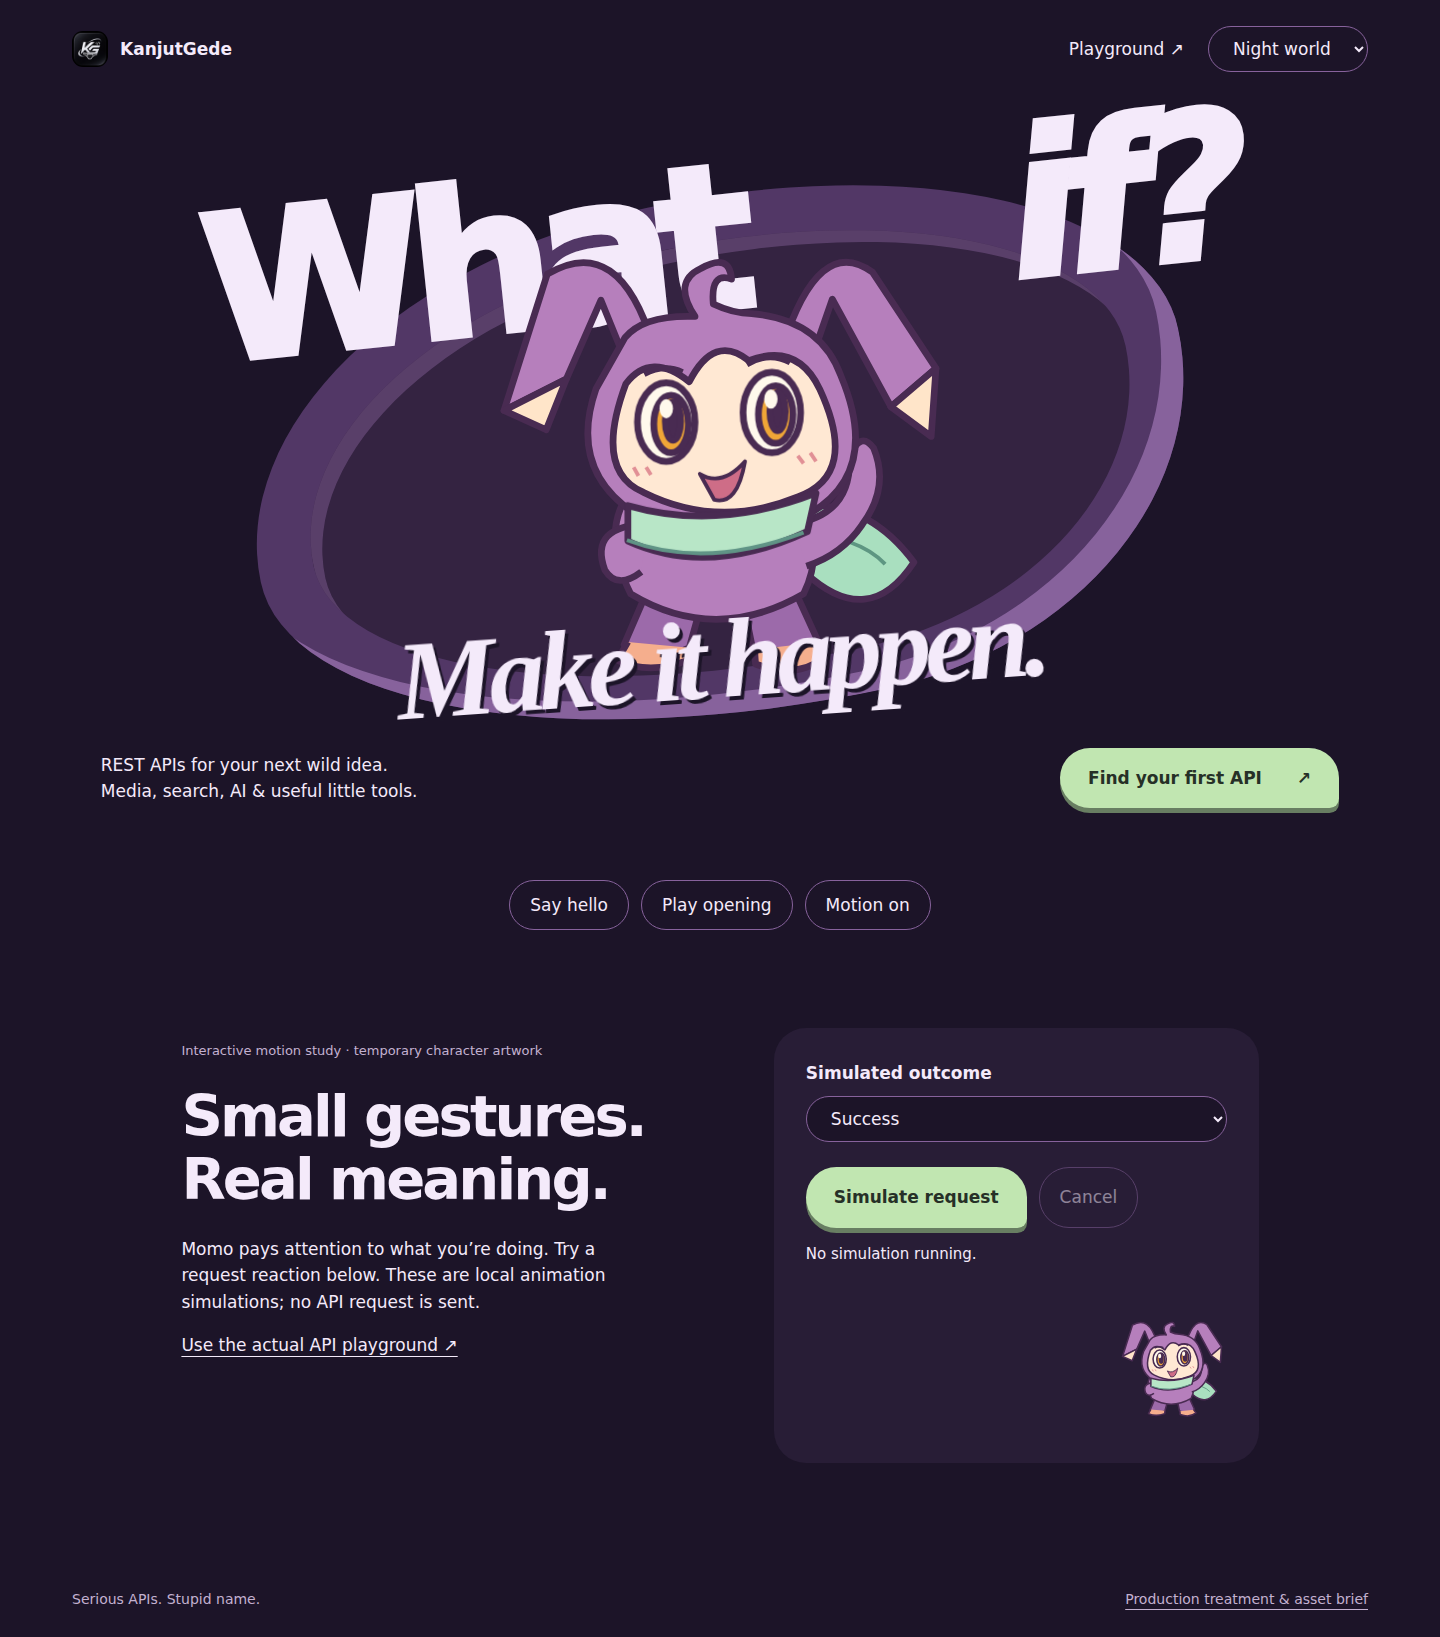 KG
KanjutGede
Playground ↗
Night world
What if?
Make it happen.
REST APIs for your next wild idea.
Media, search, AI & useful little tools.
Find your first API ↗
Say hello
Play opening
Motion on
Interactive motion study · temporary character artwork
Small gestures.
Real meaning.
Momo pays attention to what you’re doing. Try a
request reaction below. These are local animation
simulations; no API request is sent.
Use the actual API playground ↗
Simulated outcome
Success
Simulate request
Cancel
No simulation running.
Serious APIs. Stupid name.
Production treatment & asset brief